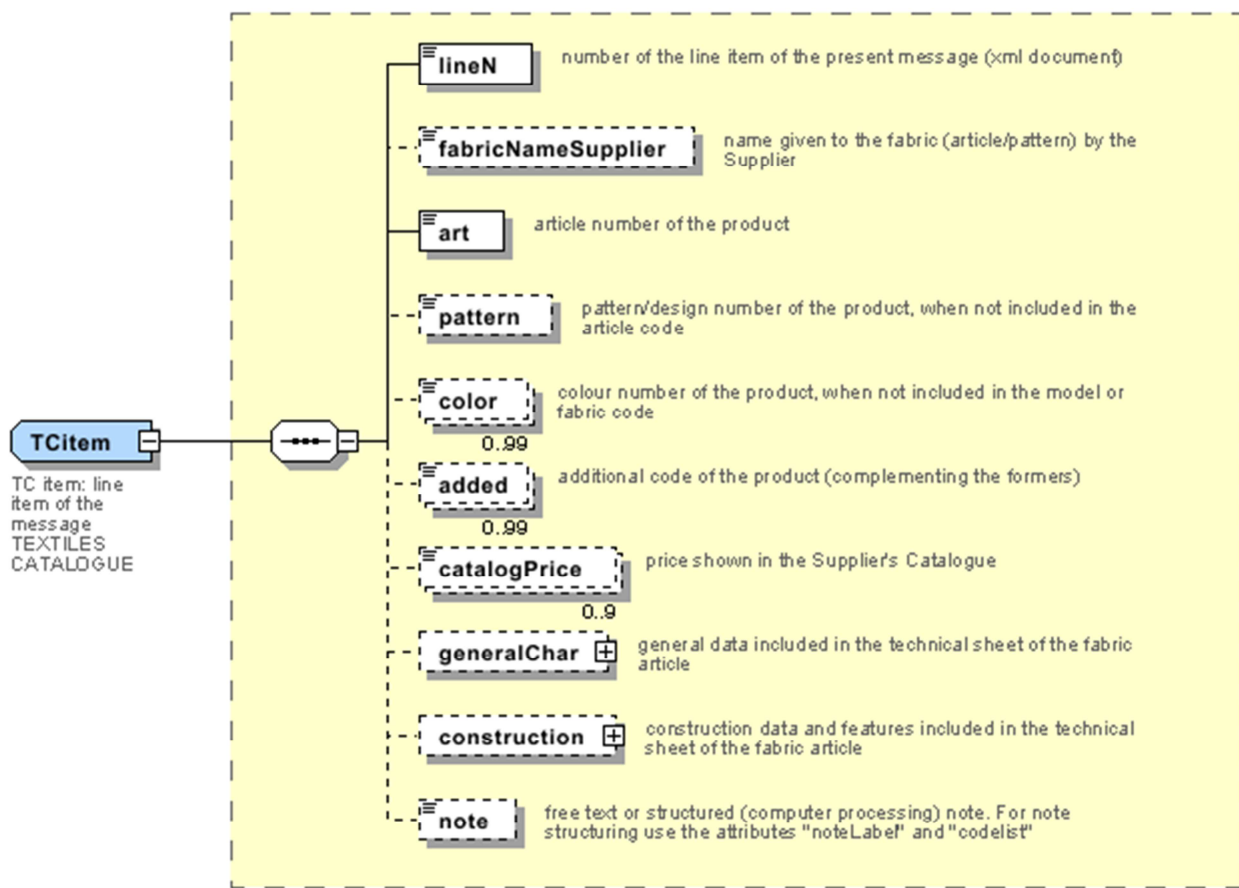 lineN
number of the line item of the present message (xml document)
fabricNameSupplier
name given to the fabric (article/pattern) by the
Supplier
art
article number of the product
pattern
pattern/design number of the product, when not included in the
article code
color
colour number of the product, when not included in the model or
fabric code
0..99
TCitem
TC item: line
item of the
message
TEXTILES
CATALOGUE
added
additional code of the product (complementing the formers)
0..99
catalogPrice
price shown in the Supplier's Catalogue
0..9
generalChar
general data included in the technical sheet of the fabric
article
construction
construction data and features included in the technical
sheet of the fabric article
note
free text or structured (computer processing) note. For note
structuring use the attributes "noteLabel" and "codelist"